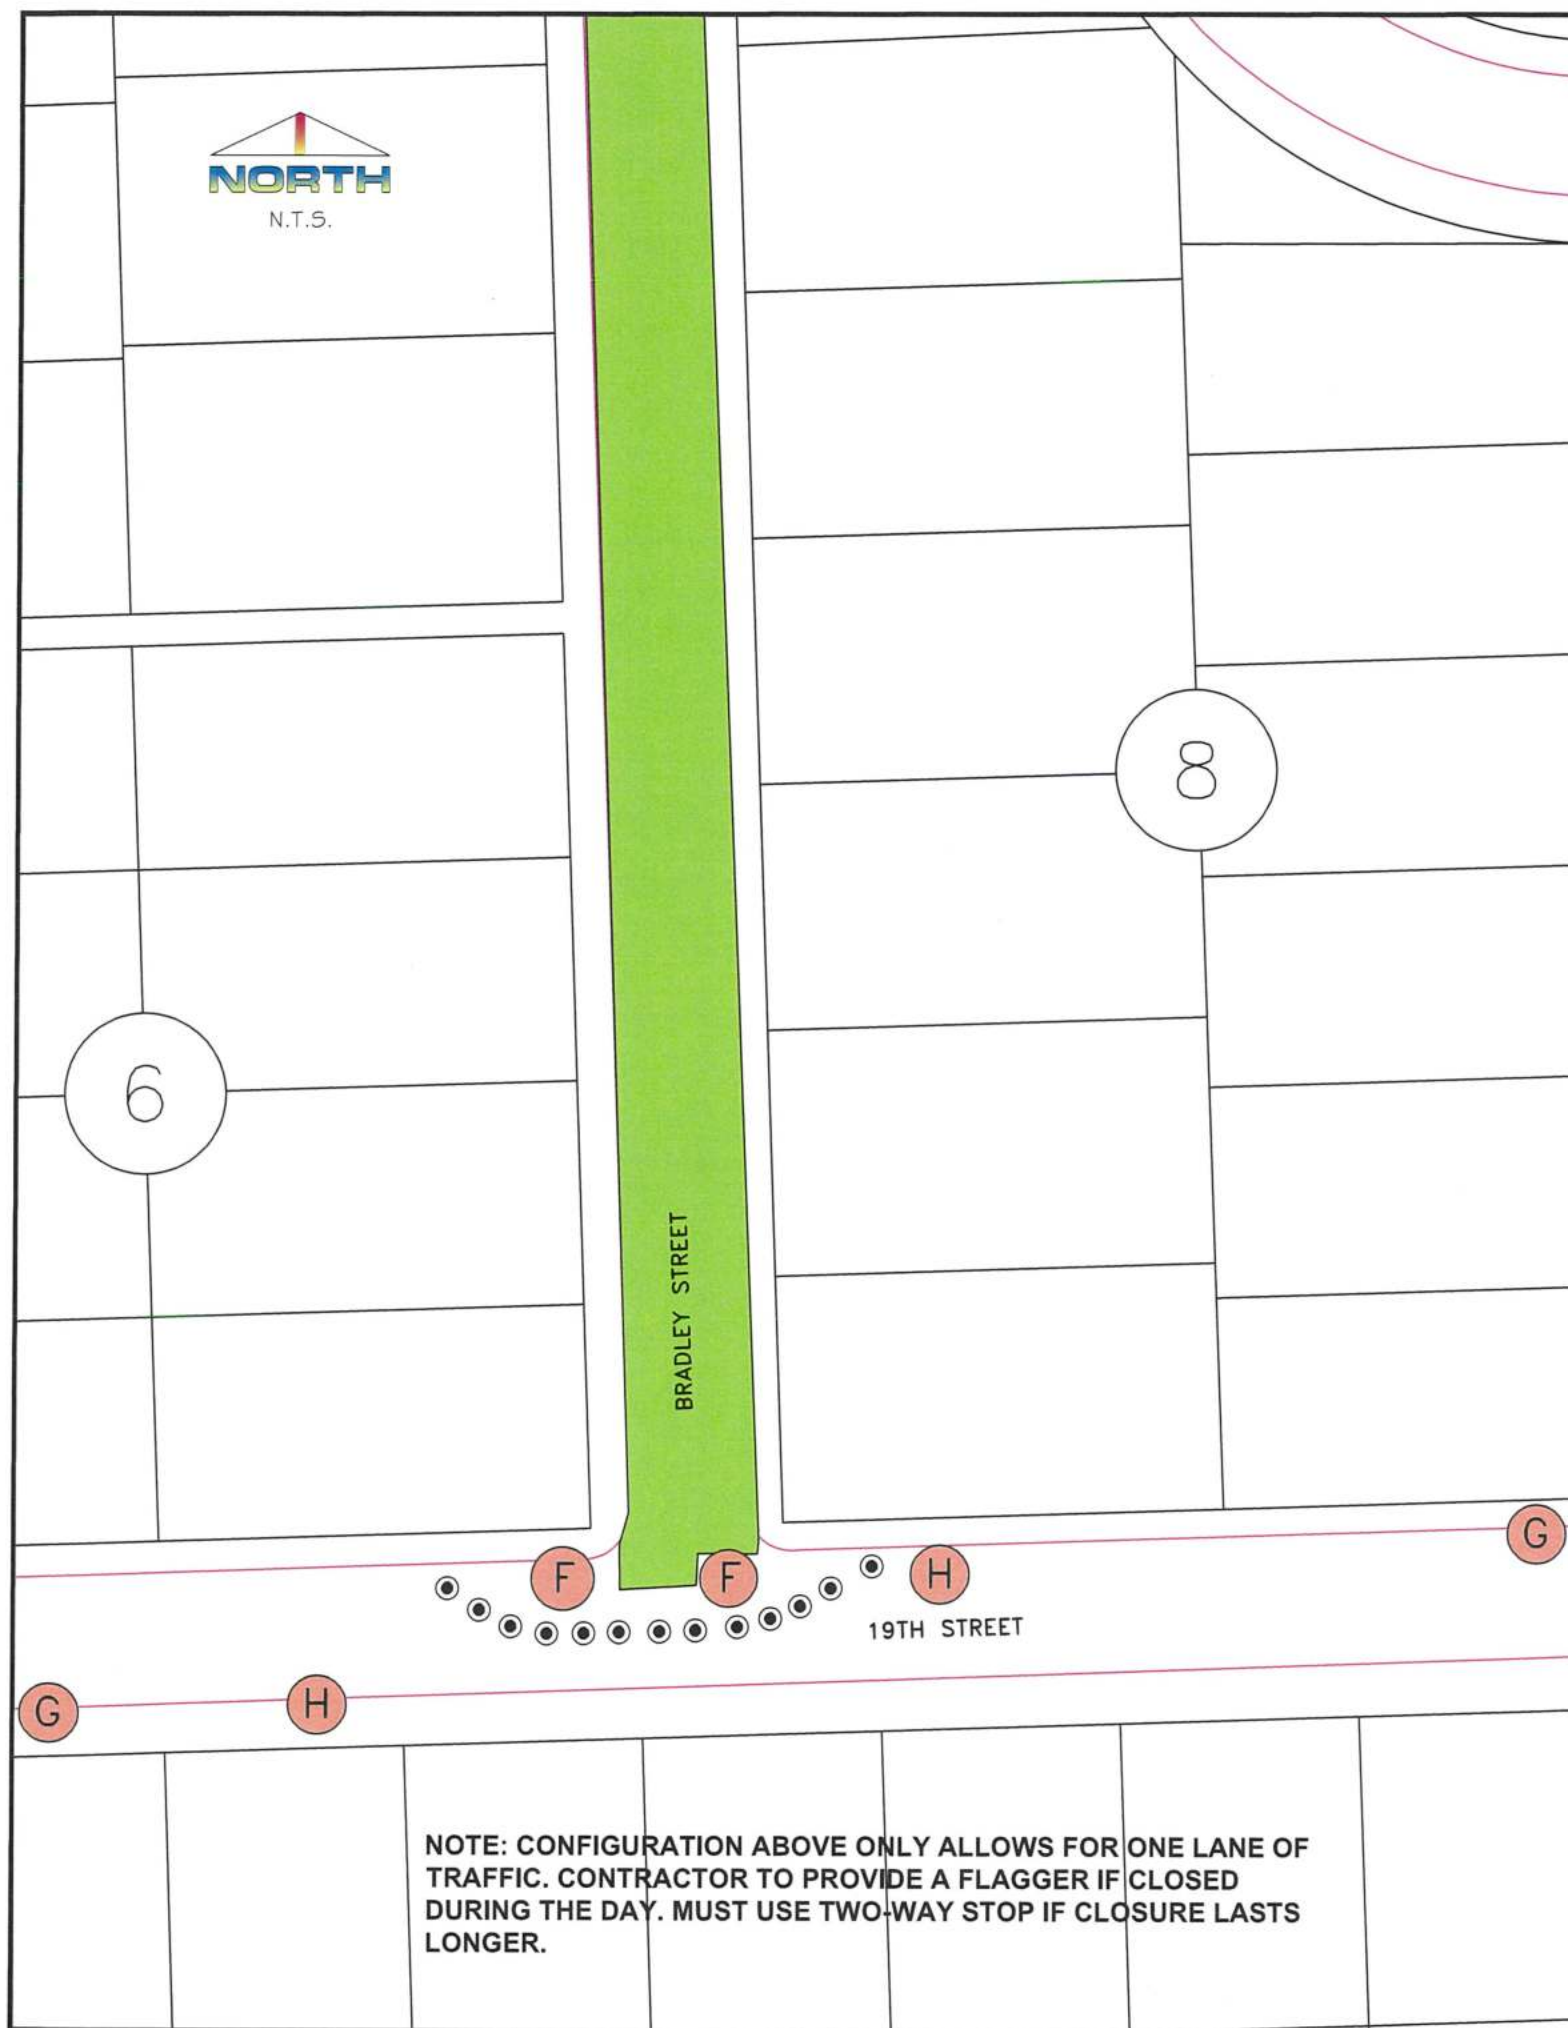 NORTH
N.T.S.
8
6
BRADLEY STREET
G
F
F
H
19TH STREET
G
H
NOTE: CONFIGURATION ABOVE ONLY ALLOWS FOR ONE LANE OF
TRAFFIC. CONTRACTOR TO PROVIDE A FLAGGER IF CLOSED
DURING THE DAY. MUST USE TWO-WAY STOP IF CLOSURE LASTS
LONGER.